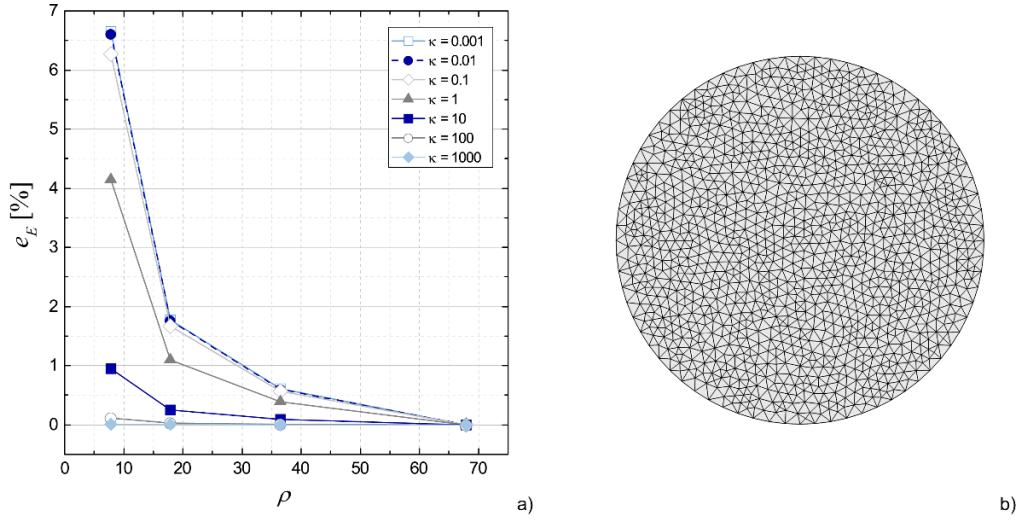 7
6
5
4
3
2
1
0
e_E [%]
κ = 0.001
κ = 0.01
κ = 0.1
κ = 1
κ = 10
κ = 100
κ = 1000
0 10 20 30 40 50 60 70
ρ
a)
b)